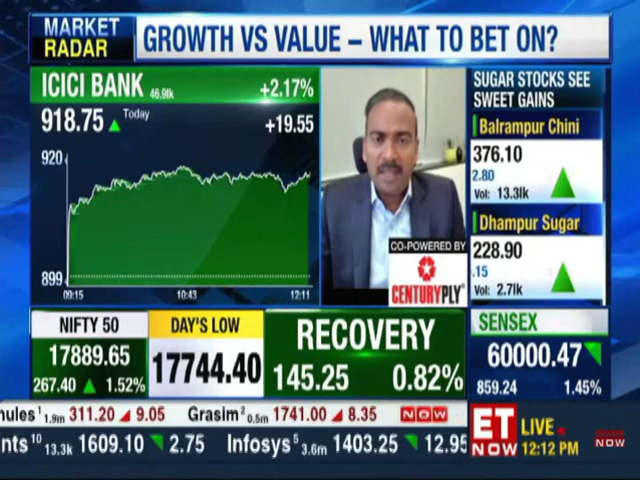 MARKET
RADAR
GROWTH VS VALUE – WHAT TO BET ON?
ICICI BANK 46.9lk +2.17%
918.75 Today +19.55
920
899
09:15 10:43 12:11
CO-POWERED BY
CENTURYPLY®
SUGAR STOCKS SEE
SWEET GAINS
Balrampur Chini
376.10
2.80
Vol: 13.3lk
Dhampur Sugar
228.90
.15
Vol: 2.7lk
NIFTY 50
17889.65
267.40 1.52%
DAY'S LOW
17744.40
RECOVERY
145.25 0.82%
SENSEX
60000.47
859.24 1.45%
nules 1 1.9m 311.20 9.05 Grasim 2 0.5m 1741.00 8.35 NOW
nts 10 13.3k 1609.10 2.75 Infosys 5 3.6m 1403.25 12.95
ET
NOW
LIVE
12:12 PM
NOW